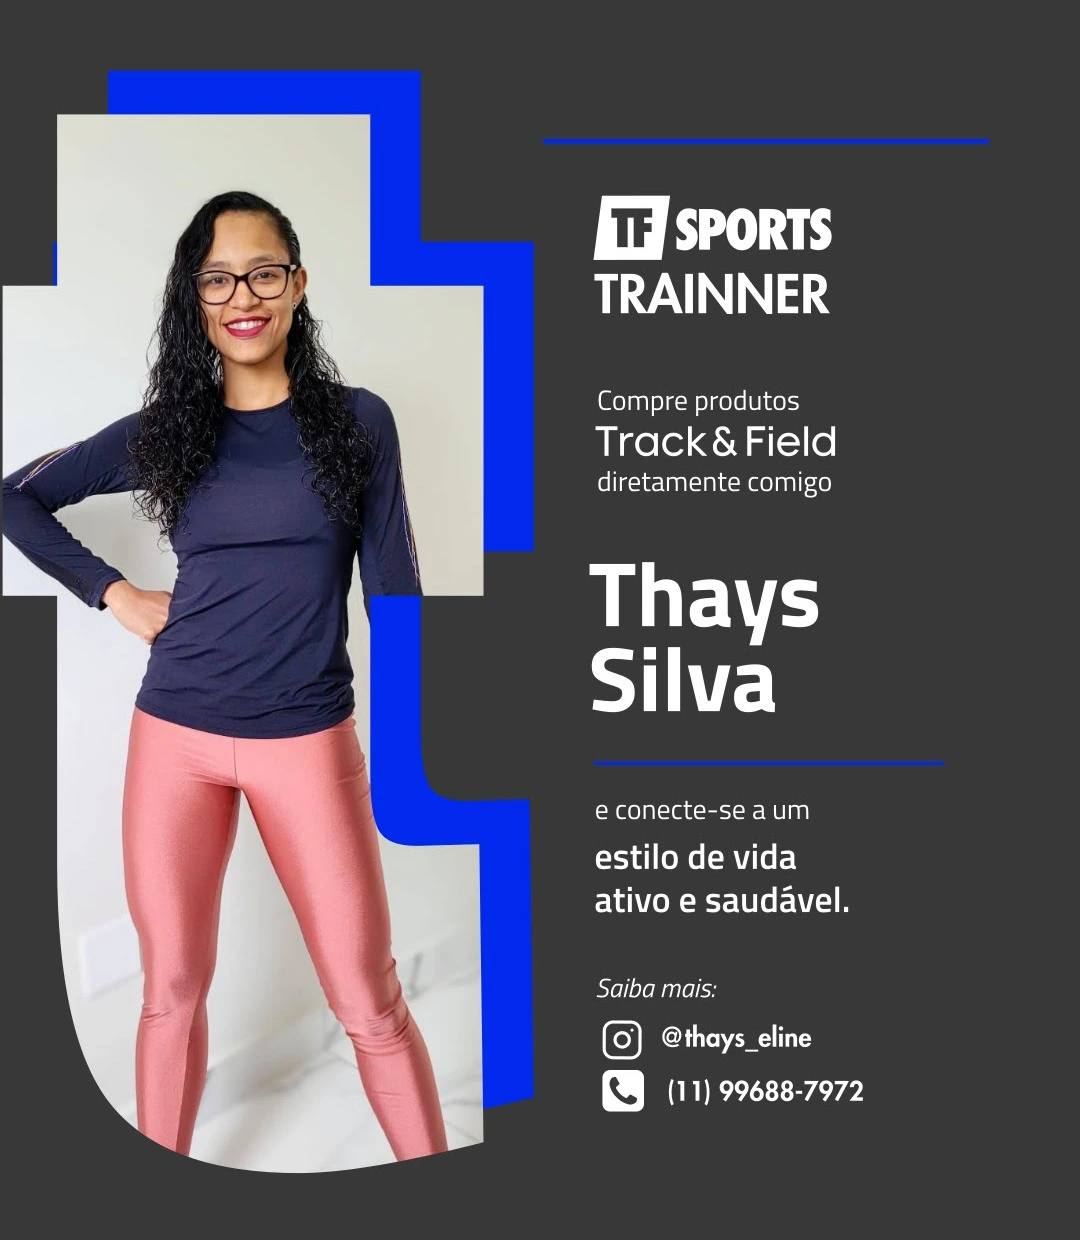 TF SPORTS
TRAINNER
Compre produtos
Track & Field
diretamente comigo
Thays
Silva
e conecte-se a um
estilo de vida
ativo e saudável.
Saiba mais:
@thays_eline
(11) 99688-7972